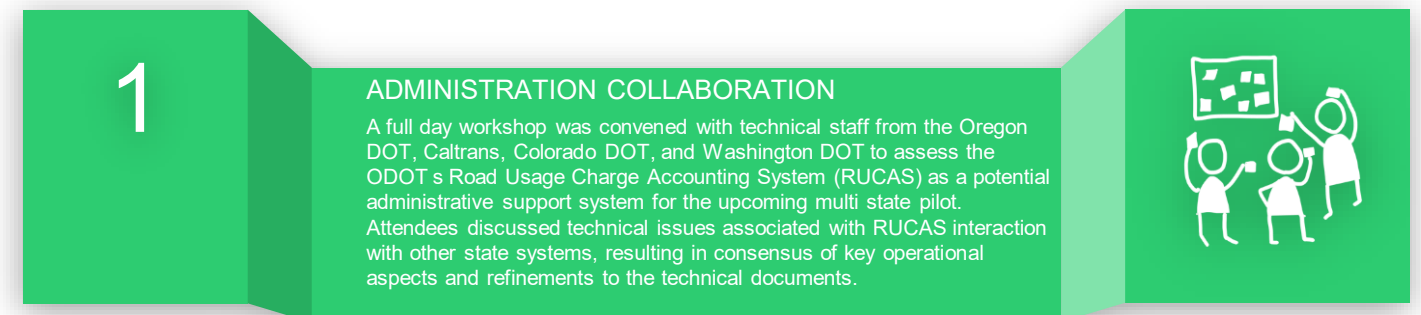 1
ADMINISTRATION COLLABORATION
A full day workshop was convened with technical staff from the Oregon
DOT, Caltrans, Colorado DOT, and Washington DOT to assess the
ODOT s Road Usage Charge Accounting System (RUCAS) as a potential
administrative support system for the upcoming multi state pilot.
Attendees discussed technical issues associated with RUCAS interaction
with other state systems, resulting in consensus of key operational
aspects and refinements to the technical documents.